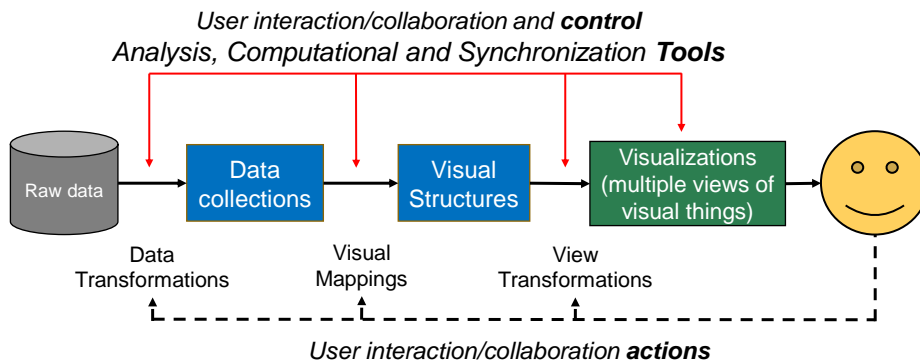 User interaction/collaboration and control
Analysis, Computational and Synchronization Tools
Raw data
Data
collections
Visual
Structures
Visualizations
(multiple views of
visual things)
Data
Transformations
Visual
Mappings
View
Transformations
User interaction/collaboration actions